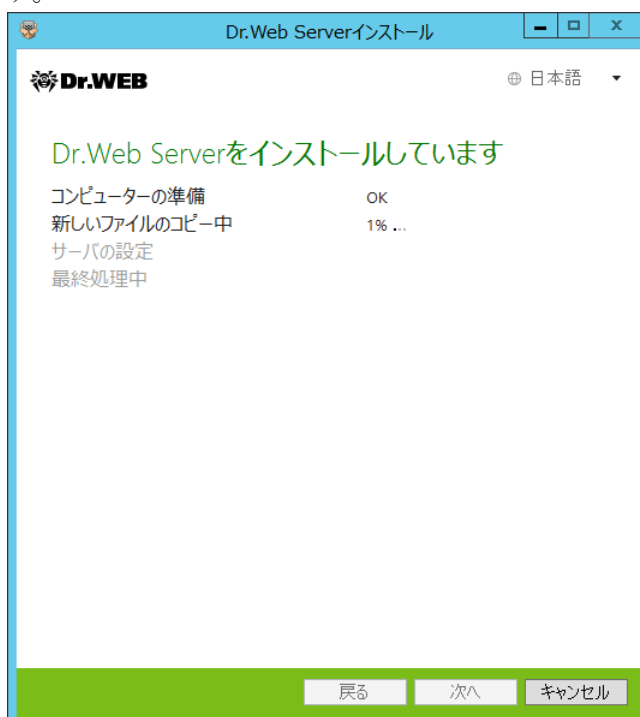 す。
Dr.Web Serverインストール
Dr.WEB
日本語
Dr.Web Serverをインストールしています
コンピューターの準備 OK
新しいファイルのコピー中 1% ...
サーバの設定
最終処理中
戻る 次へ キャンセル